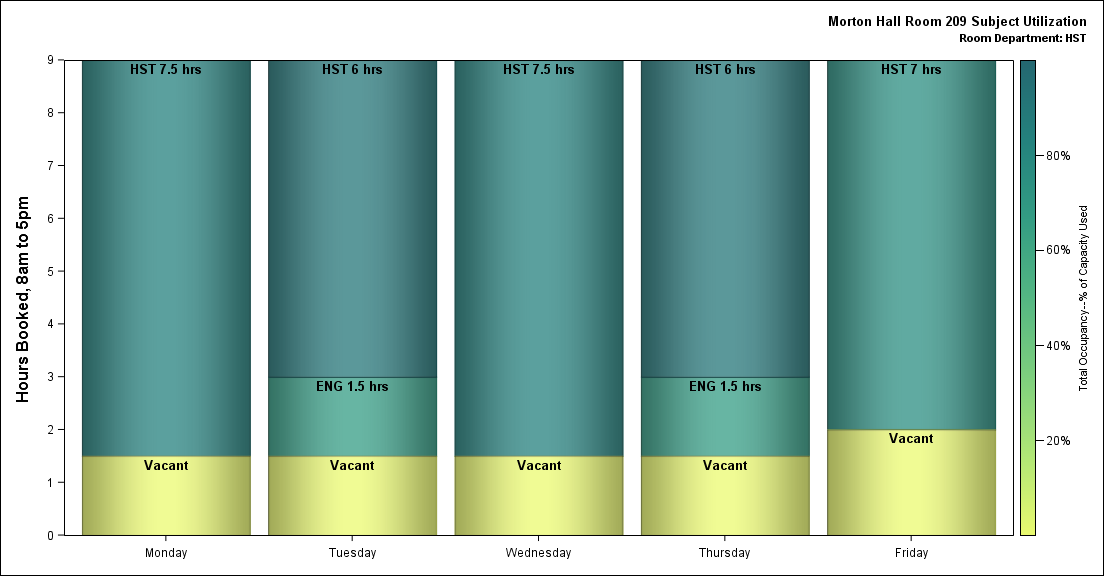 Morton Hall Room 209 Subject Utilization
Room Department: HST
Hours Booked, 8am to 5pm
9
8
7
6
5
4
3
2
1
0
HST 7.5 hrs
Vacant
HST 6 hrs
ENG 1.5 hrs
Vacant
HST 7.5 hrs
Vacant
HST 6 hrs
ENG 1.5 hrs
Vacant
HST 7 hrs
Vacant
Monday
Tuesday
Wednesday
Thursday
Friday
80%
60%
40%
20%
Total Occupancy--% of Capacity Used